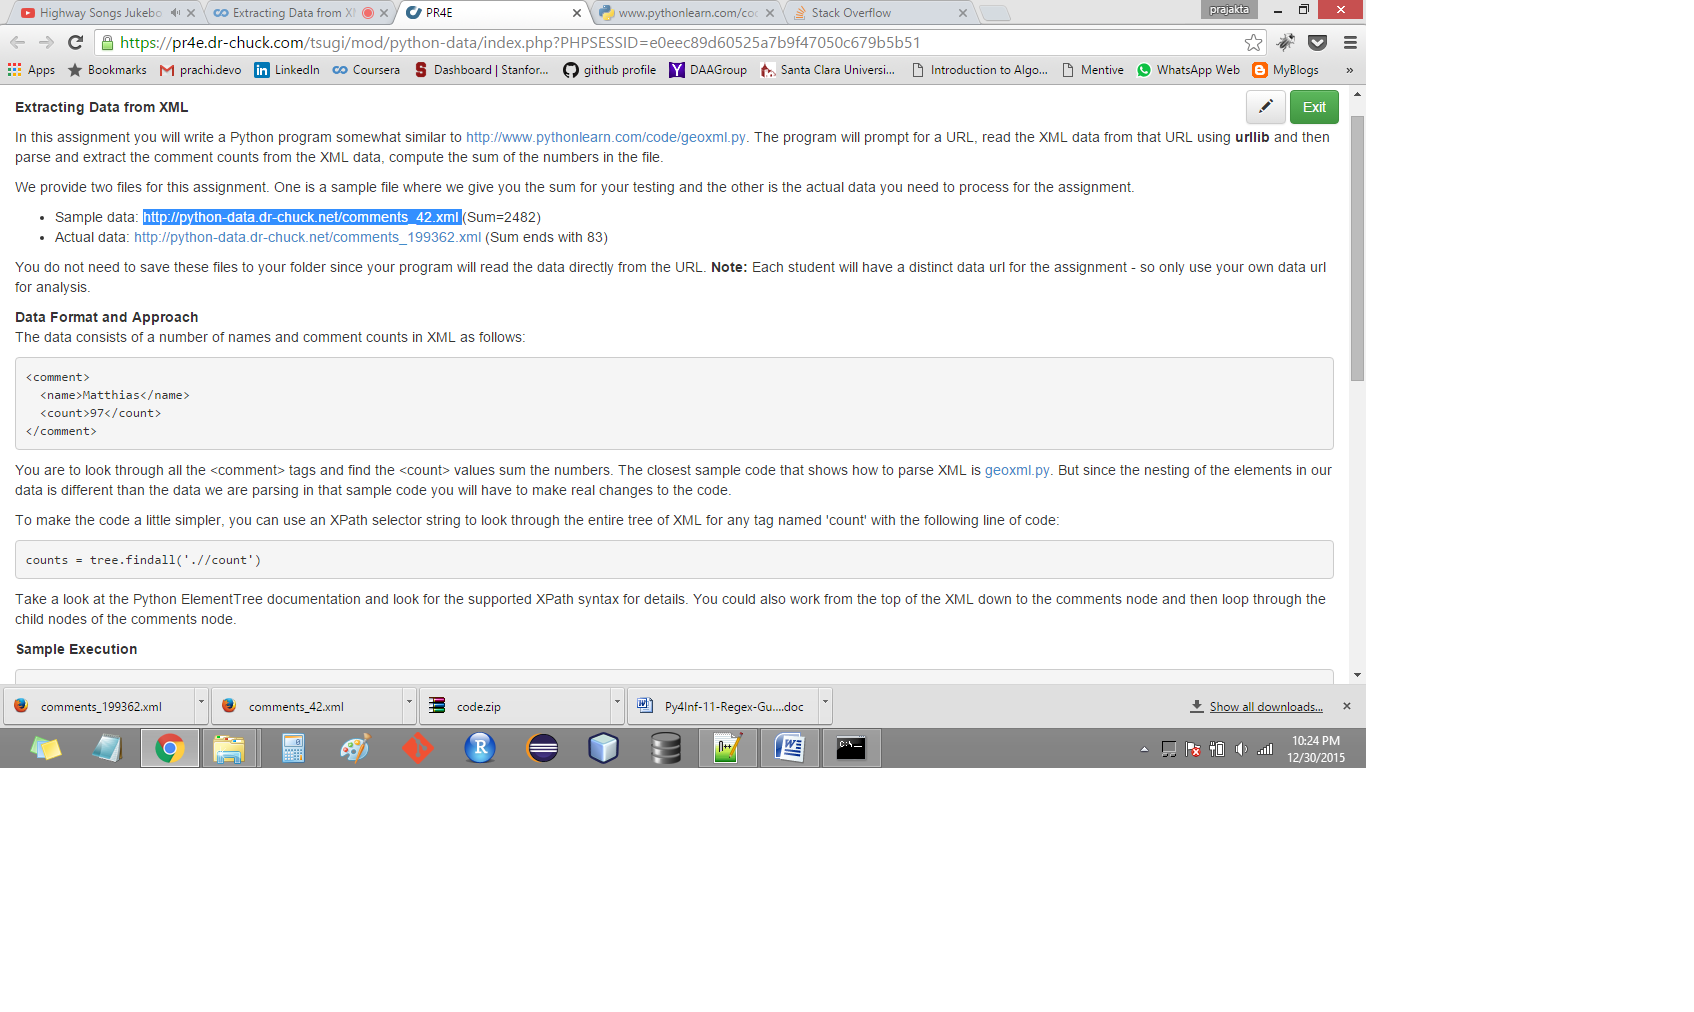 Highway Songs Jukebo
Extracting Data from XM
PR4E
www.pythonlearn.com/coc
Stack Overflow
prajakta
https://pr4e.dr-chuck.com/tsugi/mod/python-data/index.php?PHPSESSID=e0eec89d60525a7b9f47050c679b5b51
Apps
Bookmarks
prachi.devo
LinkedIn
Coursera
Dashboard | Stanfor...
github profile
DAAGroup
Santa Clara Universi...
Introduction to Algo...
Mentive
WhatsApp Web
MyBlogs
»
Extracting Data from XML
Exit
In this assignment you will write a Python program somewhat similar to http://www.pythonlearn.com/code/geoxml.py. The program will prompt for a URL, read the XML data from that URL using urllib and then
parse and extract the comment counts from the XML data, compute the sum of the numbers in the file.
We provide two files for this assignment. One is a sample file where we give you the sum for your testing and the other is the actual data you need to process for the assignment.
• Sample data: http://python-data.dr-chuck.net/comments_42.xml (Sum=2482)
• Actual data: http://python-data.dr-chuck.net/comments_199362.xml (Sum ends with 83)
You do not need to save these files to your folder since your program will read the data directly from the URL. Note: Each student will have a distinct data url for the assignment - so only use your own data url
for analysis.
Data Format and Approach
The data consists of a number of names and comment counts in XML as follows:
<comment>
  <name>Matthias</name>
  <count>97</count>
</comment>
You are to look through all the <comment> tags and find the <count> values sum the numbers. The closest sample code that shows how to parse XML is geoxml.py. But since the nesting of the elements in our
data is different than the data we are parsing in that sample code you will have to make real changes to the code.
To make the code a little simpler, you can use an XPath selector string to look through the entire tree of XML for any tag named 'count' with the following line of code:
counts = tree.findall('.//count')
Take a look at the Python ElementTree documentation and look for the supported XPath syntax for details. You could also work from the top of the XML down to the comments node and then loop through the
child nodes of the comments node.
Sample Execution
comments_199362.xml
comments_42.xml
code.zip
Py4Inf-11-Regex-Gu....doc
Show all downloads...
10:24 PM
12/30/2015